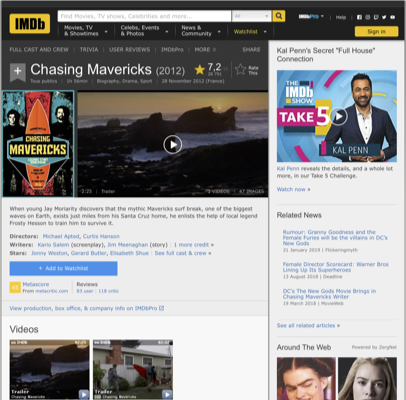 IMDb
Find Movies, TV shows, Celebrities and more...
All
IMDbPro
Help
Movies, TV
& Showtimes
Celebs, Events
& Photos
News &
Community
Watchlist
Sign in
FULL CAST AND CREW | TRIVIA | USER REVIEWS | IMDbPro | MORE
SHARE
Chasing Mavericks (2012)
7,2
Rate
This
Tous publics | 1h 56min | Biography, Drama, Sport | 28 November 2012 (France)
CHASING
MAVERICKS
2:25 | Trailer
2 VIDEOS | 47 IMAGES
When young Jay Moriarity discovers that the mythic Mavericks surf break, one of the biggest
waves on Earth, exists just miles from his Santa Cruz home, he enlists the help of local legend
Frosty Hesson to train him to survive it.
Directors: Michael Apted, Curtis Hanson
Writers: Kario Salem (screenplay), Jim Meenaghan (story) | 1 more credit »
Stars: Jonny Weston, Gerard Butler, Elisabeth Shue | See full cast & crew »
+ Add to Watchlist
Metascore
From metacritic.com
Reviews
83 user | 118 critic
View production, box office, & company info on IMDbPro
Videos
Trailer
Chasing Mavericks
Trailer
Chasing Mavericks
Kal Penn's Secret "Full House"
Connection
THE
IMDb
SHOW
TAKE 5
KAL PENN
Kal Penn reveals the details, and a whole lot
more, in our Take 5 Challenge.
Watch now »
Related News
Rumour: Granny Goodness and the
Female Furies will be the villains in DC's
New Gods
21 January 2019 | Flickeringmyth
Female Director Scorecard: Warner Bros
Lining Up Its Superheroes
13 August 2018 | Deadline
DC's The New Gods Movie Brings in
Chasing Mavericks Writer
19 March 2018 | MovieWeb
See all related articles »
Around The Web
Powered by ZergNet